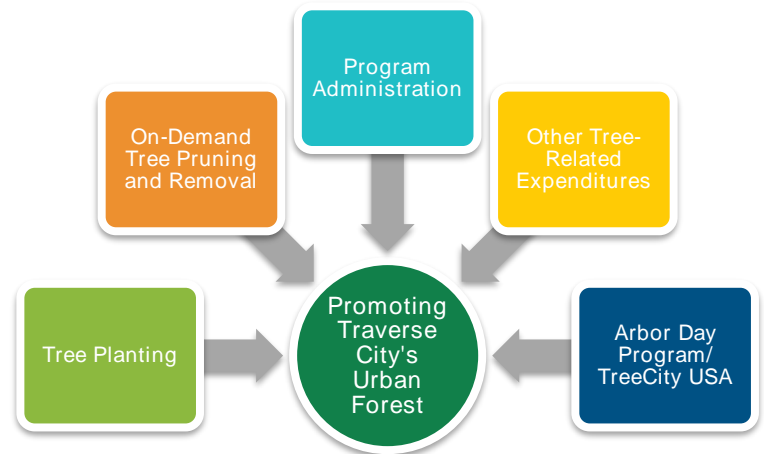 Program
Administration
On-Demand
Tree Pruning
and Removal
Other Tree-
Related
Expenditures
Tree Planting
Promoting
Traverse
City's
Urban
Forest
Arbor Day
Program/
TreeCity USA